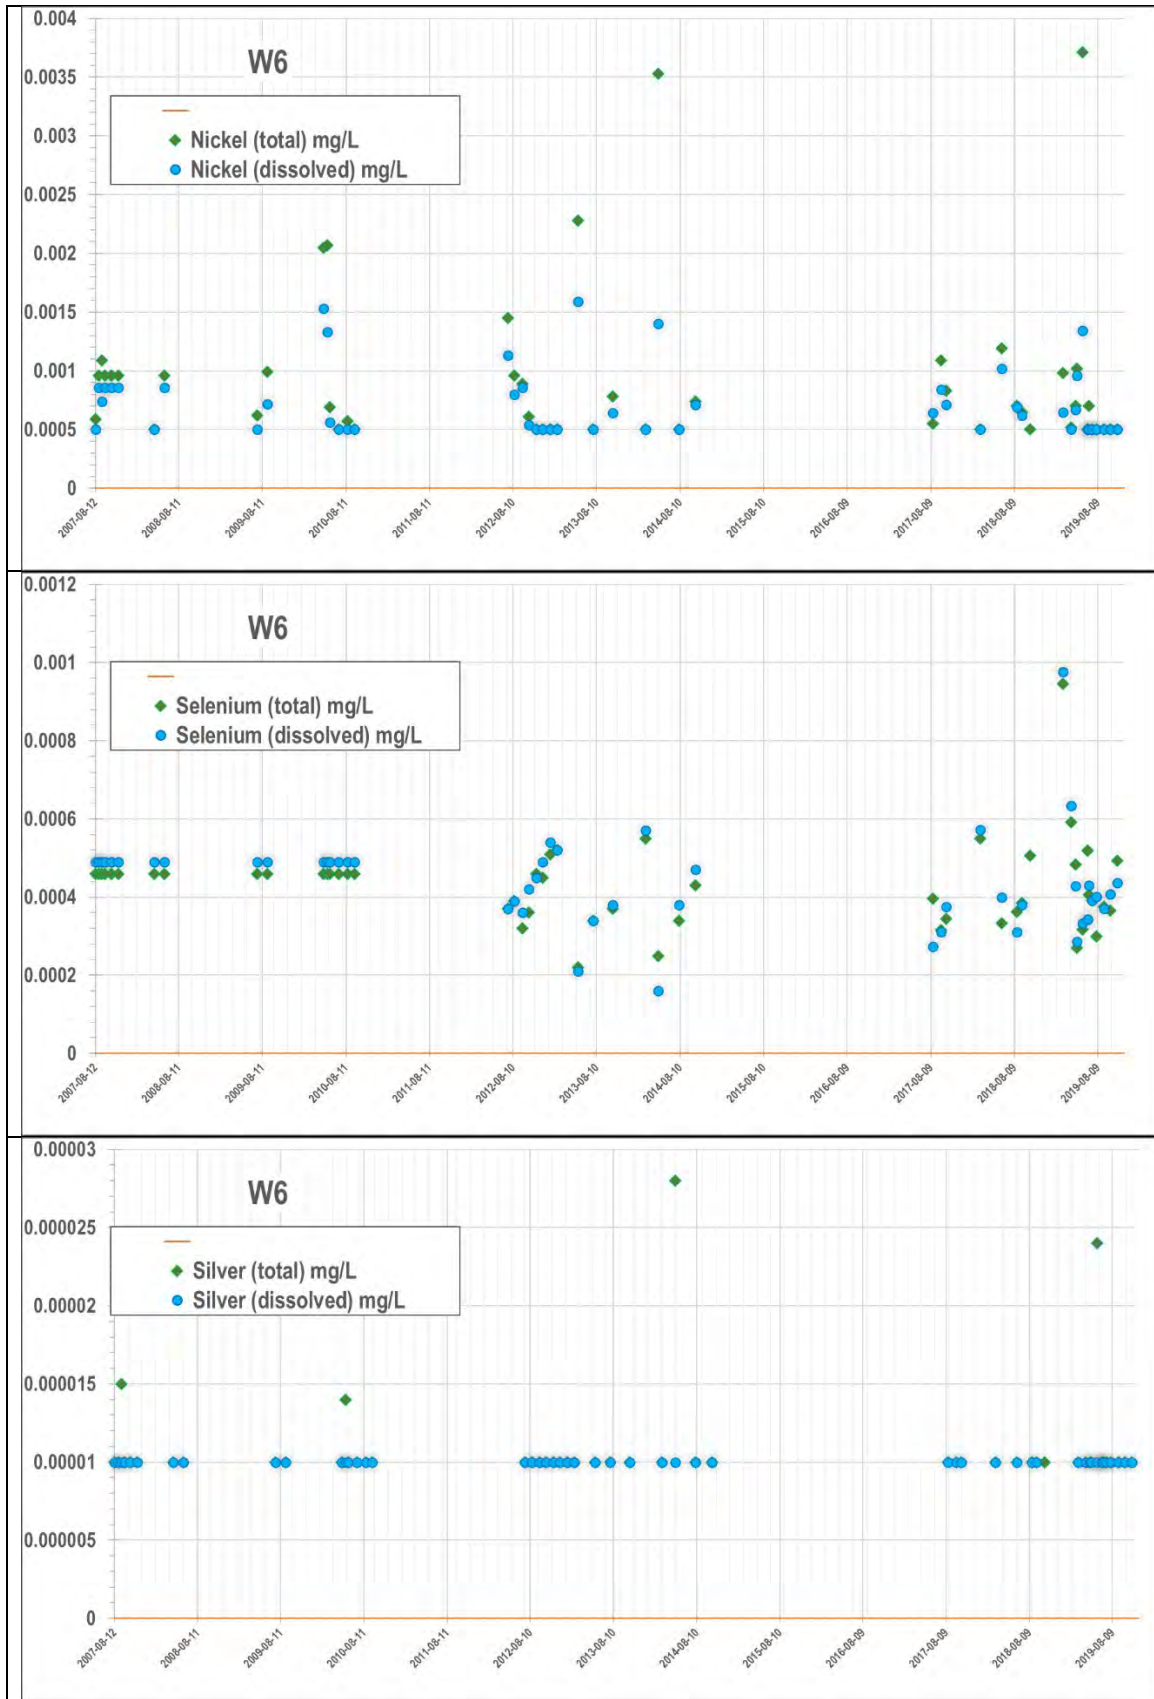 0.004
W6
0.0035
Nickel (total) mg/L
0.003
Nickel (dissolved) mg/L
0.0025
0.002
0.0015
0.001
0.0005
0
2007-08-12 2008-08-11 2009-08-11 2010-08-11 2011-08-11 2012-08-10 2013-08-10 2014-08-10 2015-08-10 2016-08-09 2017-08-09 2018-08-09 2019-08-09
0.0012
W6
0.001
Selenium (total) mg/L
Selenium (dissolved) mg/L
0.0008
0.0006
0.0004
0.0002
0
2007-08-12 2008-08-11 2009-08-11 2010-08-11 2011-08-11 2012-08-10 2013-08-10 2014-08-10 2015-08-10 2016-08-09 2017-08-09 2018-08-09 2019-08-09
0.00003
W6
0.000025
Silver (total) mg/L
0.00002
Silver (dissolved) mg/L
0.000015
0.00001
0.000005
0
2007-08-12 2008-08-11 2009-08-11 2010-08-11 2011-08-11 2012-08-10 2013-08-10 2014-08-10 2015-08-10 2016-08-09 2017-08-09 2018-08-09 2019-08-09